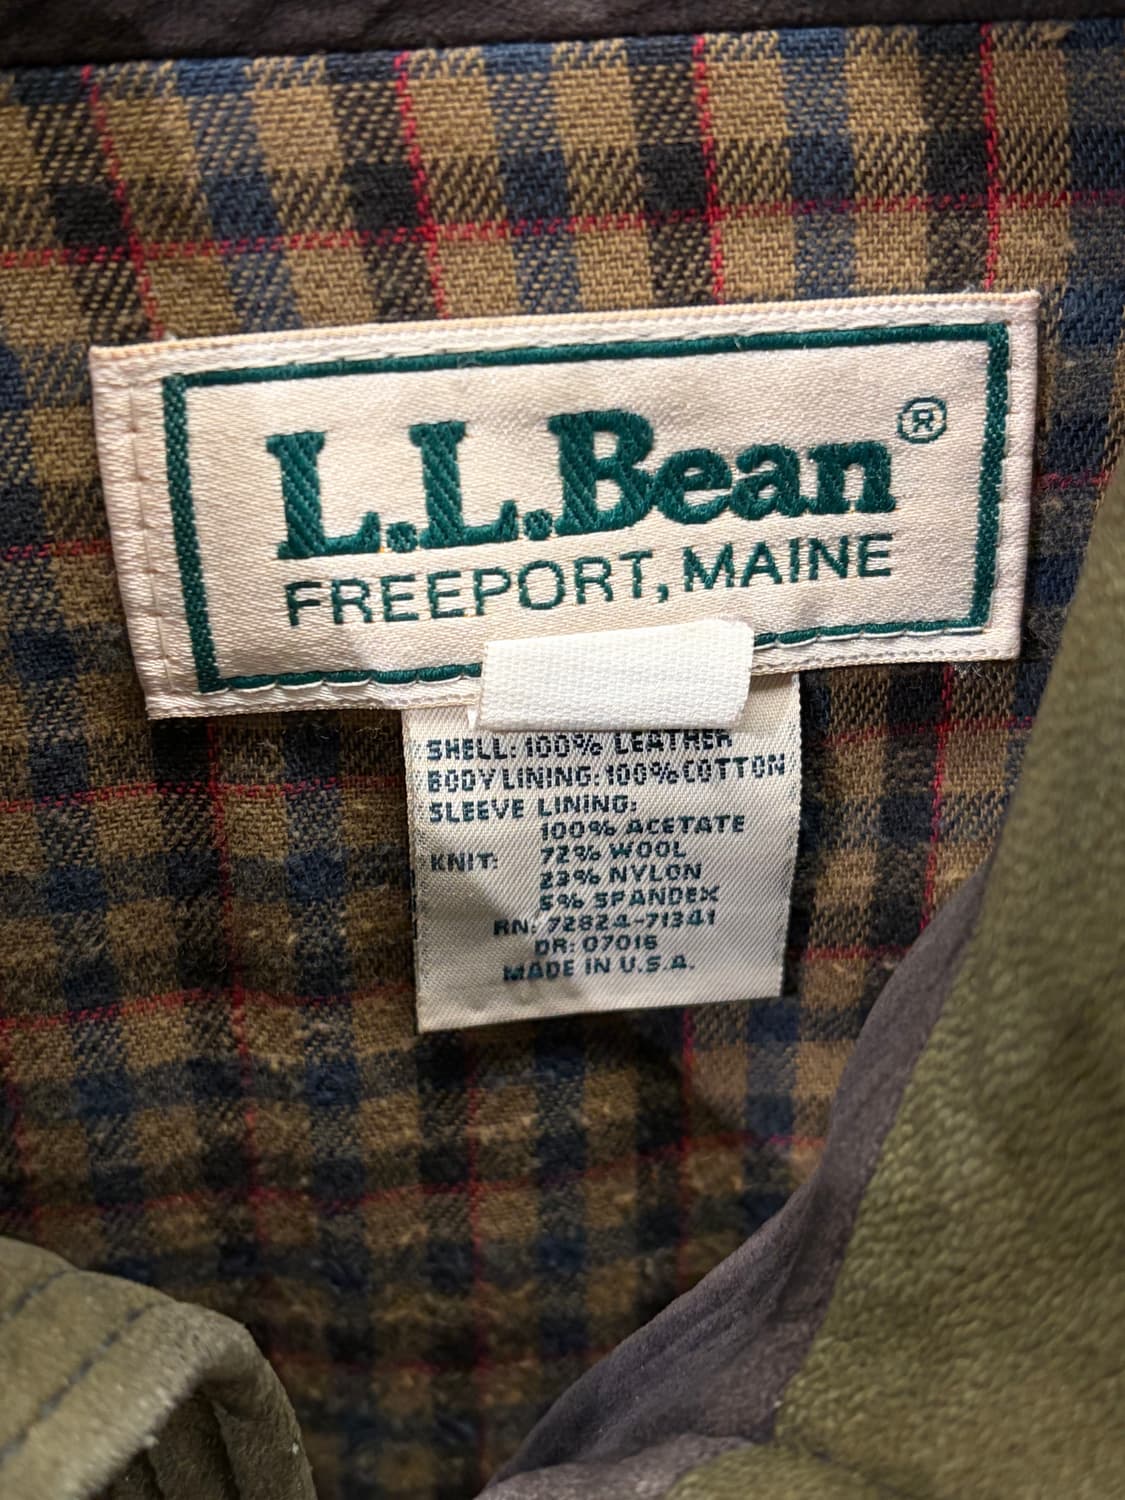 L.L.Bean®
FREEPORT, MAINE
SHELL: 100% LEATHER
BODY LINING: 100% COTTON
SLEEVE LINING:
100% ACETATE
KNIT: 72% WOOL
23% NYLON
5% SPANDEX
RN: 72824-71341
DR: 07016
MADE IN U.S.A.